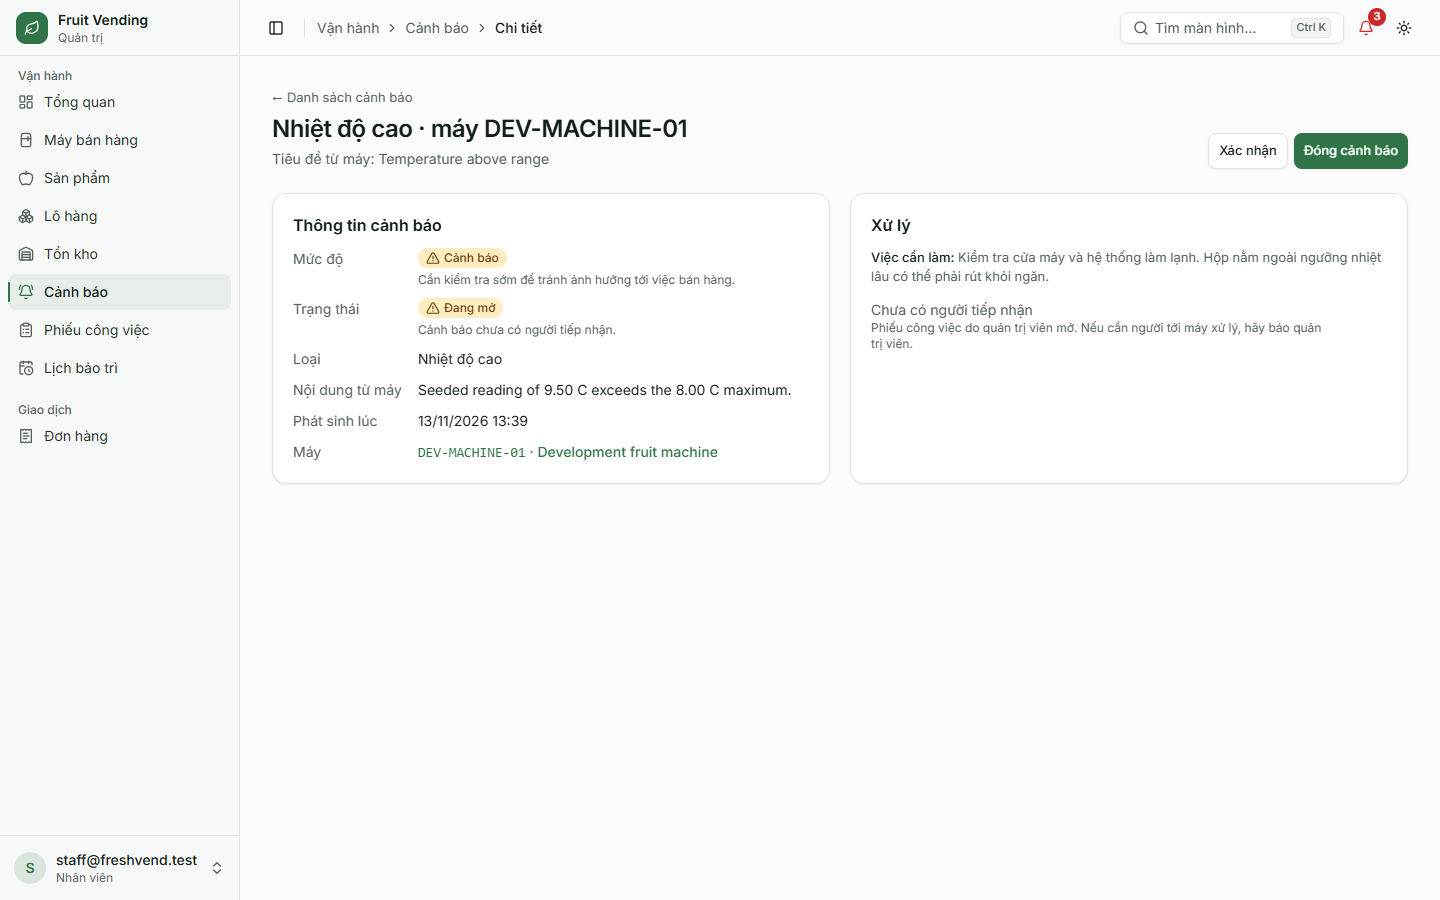 Fruit Vending
Quản trị
Vận hành
Tổng quan
Máy bán hàng
Sản phẩm
Lô hàng
Tồn kho
Cảnh báo
Phiếu công việc
Lịch bảo trì
Giao dịch
Đơn hàng
S
staff@freshvend.test
Nhân viên
Vận hành > Cảnh báo > Chi tiết
Tìm màn hình...
Ctrl K
3
← Danh sách cảnh báo
Nhiệt độ cao · máy DEV-MACHINE-01
Tiêu đề từ máy: Temperature above range
Xác nhận
Đóng cảnh báo
Thông tin cảnh báo
Mức độ
Cảnh báo
Cần kiểm tra sớm để tránh ảnh hưởng tới việc bán hàng.
Trạng thái
Đang mở
Cảnh báo chưa có người tiếp nhận.
Loại
Nhiệt độ cao
Nội dung từ máy
Seeded reading of 9.50 C exceeds the 8.00 C maximum.
Phát sinh lúc
13/11/2026 13:39
Máy
DEV-MACHINE-01 · Development fruit machine
Xử lý
Việc cần làm: Kiểm tra cửa máy và hệ thống làm lạnh. Hộp nằm ngoài ngưỡng nhiệt
lâu có thể phải rút khỏi ngăn.
Chưa có người tiếp nhận
Phiếu công việc do quản trị viên mở. Nếu cần người tới máy xử lý, hãy báo quản
trị viên.